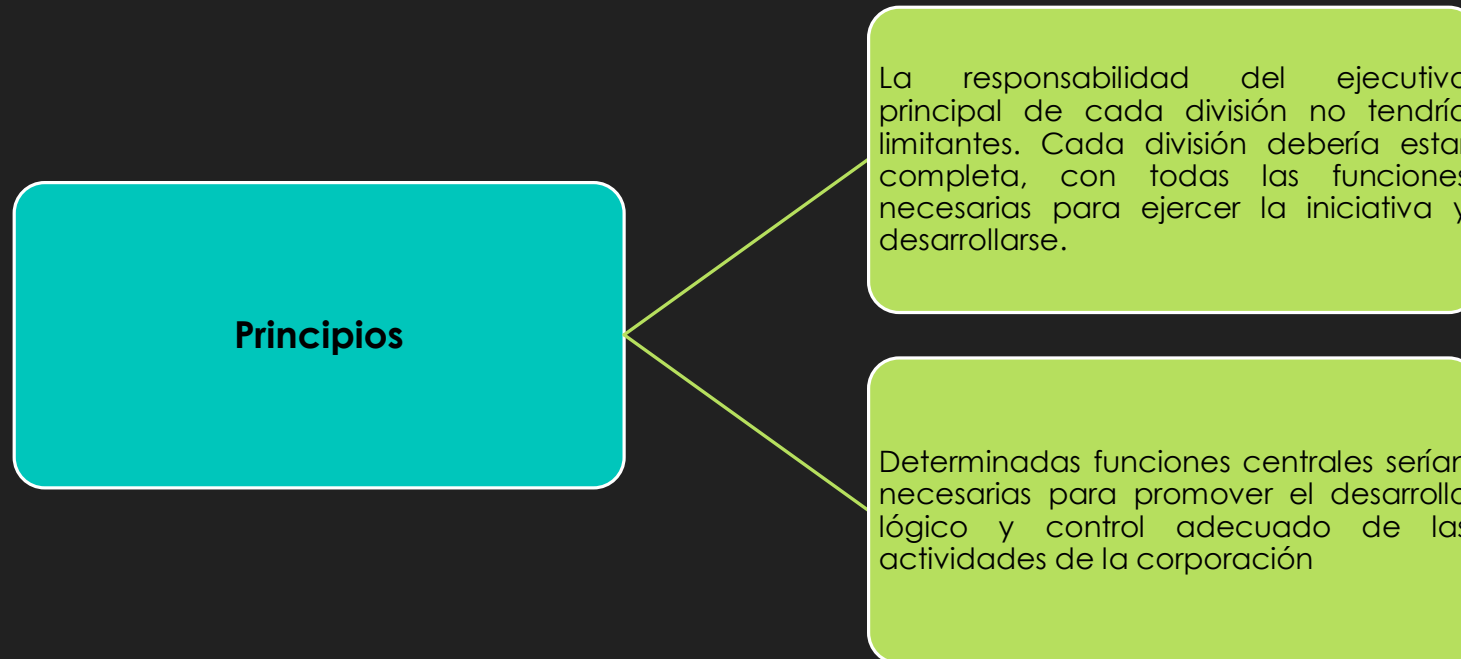 Principios
La responsabilidad del ejecutivo
principal de cada división no tendría
limitantes. Cada división debería estar
completa, con todas las funciones
necesarias para ejercer la iniciativa y
desarrollarse.
Determinadas funciones centrales serían
necesarias para promover el desarrollo
lógico y control adecuado de las
actividades de la corporación